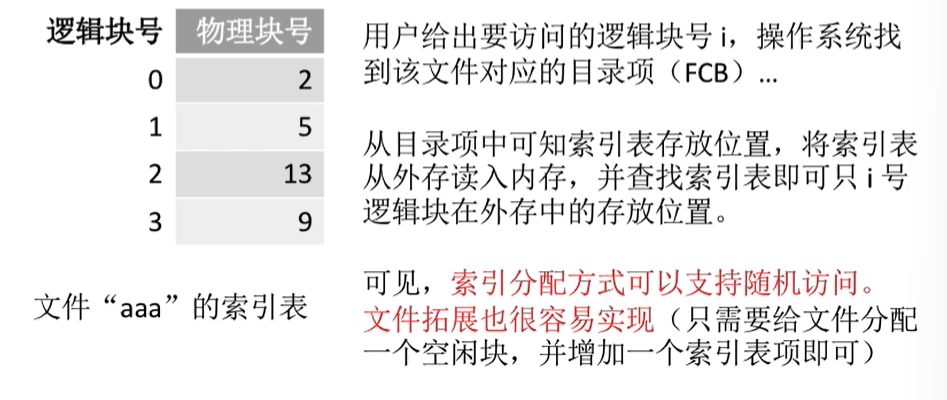 逻辑块号 物理块号
0 2
1 5
2 13
3 9
文件“aaa”的索引表
用户给出要访问的逻辑块号 i，操作系统找
到该文件对应的目录项（FCB）...
从目录项中可知索引表存放位置，将索引表
从外存读入内存，并查找索引表即可只 i 号
逻辑块在外存中的存放位置。
可见，索引分配方式可以支持随机访问。
文件拓展也很容易实现（只需要给文件分配
一个空闲块，并增加一个索引表项即可）